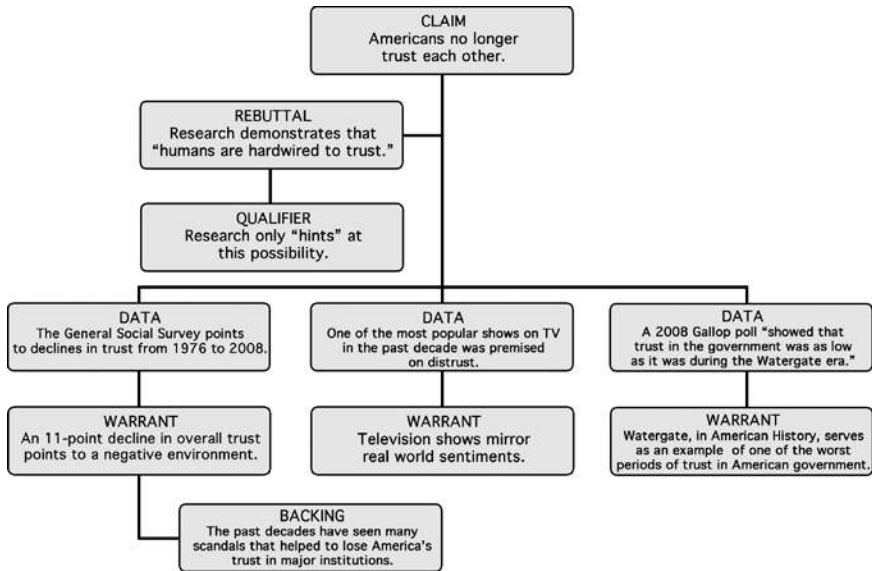 CLAIM
Americans no longer
trust each other.
REBUTTAL
Research demonstrates that
“humans are hardwired to trust.”
QUALIFIER
Research only “hints” at
this possibility.
DATA
The General Social Survey points
to declines in trust from 1976 to 2008.
DATA
One of the most popular shows on TV
in the past decade was premised
on distrust.
DATA
A 2008 Gallop poll “showed that
trust in the government was as low
as it was during the Watergate era.”
WARRANT
An 11-point decline in overall trust
points to a negative environment.
WARRANT
Television shows mirror
real world sentiments.
WARRANT
Watergate, in American History, serves
as an example of one of the worst
periods of trust in American government.
BACKING
The past decades have seen many
scandals that helped to lose America's
trust in major institutions.